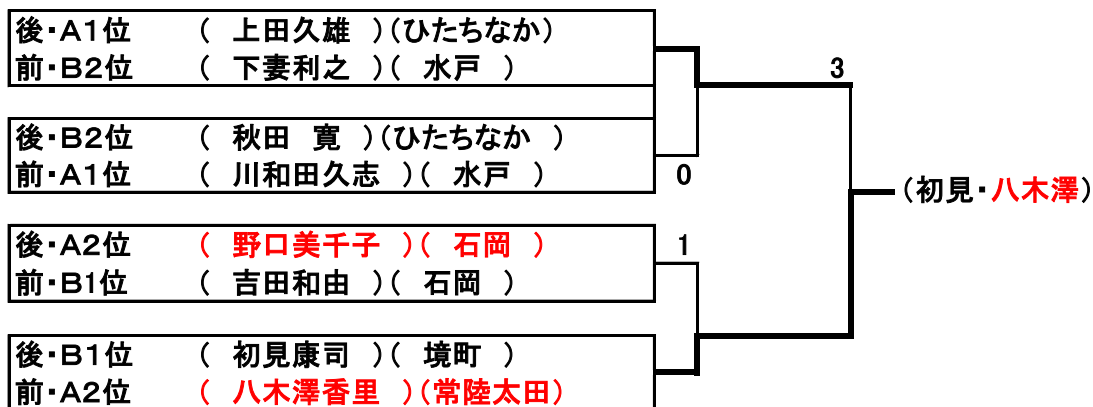 後・A1位 （ 上田久雄 ）（ひたちなか）
前・B2位 （ 下妻利之 ）（ 水戸 ）
3
後・B2位 （ 秋田 寛 ）（ひたちなか ）
前・A1位 （ 川和田久志 ）（ 水戸 ）
0
（初見・八木澤）
後・A2位 （ 野口美千子 ）（ 石岡 ）
1
前・B1位 （ 吉田和由 ）（ 石岡 ）
後・B1位 （ 初見康司 ）（ 境町 ）
前・A2位 （ 八木澤香里 ）（常陸太田）